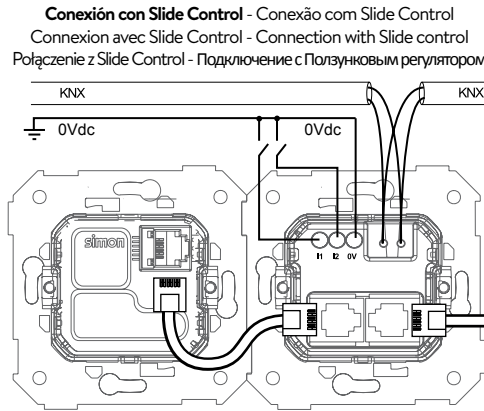 Conexión con Slide Control - Conexão com Slide Control
Connexion avec Slide Control - Connection with Slide control
Połączenie z Slide Control - Подключение с Ползунковым регулятором
KNX
KNX
0Vdc
0Vdc
simon
I1 I2 0V